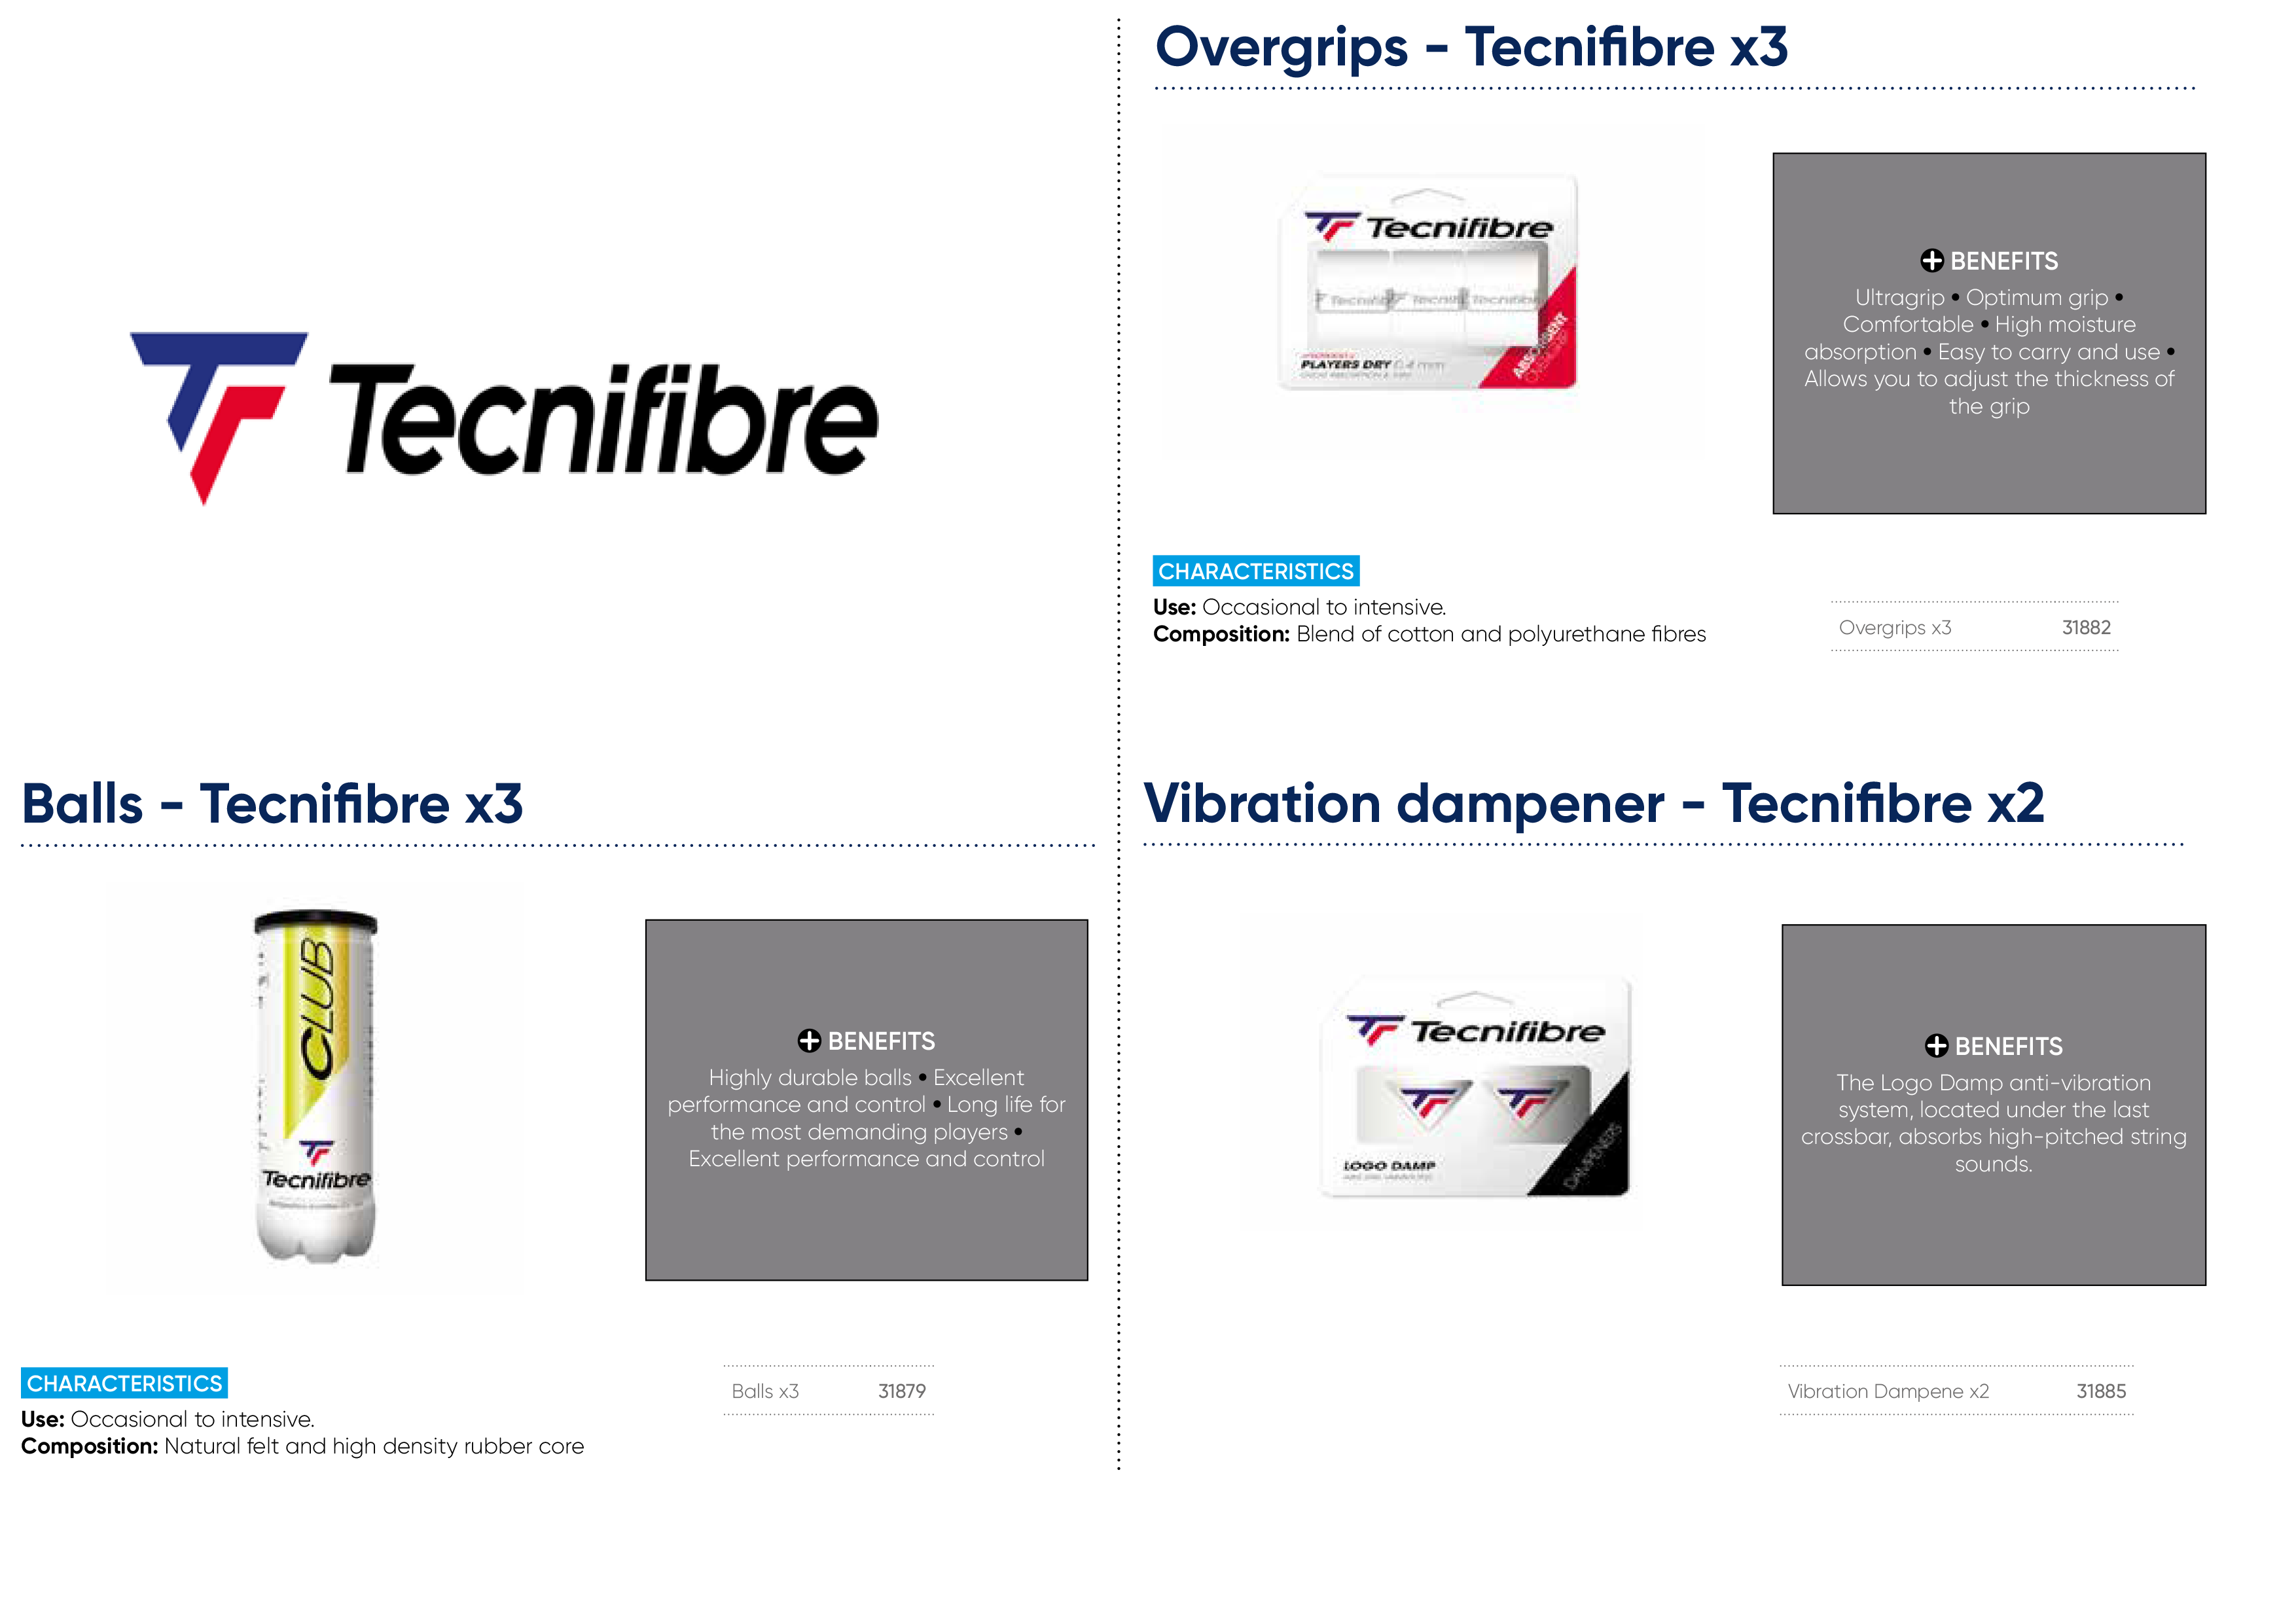 Tecnifibre
Overgrips - Tecnifibre x3
Tecnifibre
PLAYERS DRY
ABSORBENT
BENEFITS
Ultragrip • Optimum grip •
Comfortable • High moisture
absorption • Easy to carry and use •
Allows you to adjust the thickness of
the grip
CHARACTERISTICS
Use: Occasional to intensive.
Composition: Blend of cotton and polyurethane fibres
Overgrips x3 31882
Balls - Tecnifibre x3
CLUB
Tecnifibre
BENEFITS
Highly durable balls • Excellent
performance and control • Long life for
the most demanding players •
Excellent performance and control
CHARACTERISTICS
Use: Occasional to intensive.
Composition: Natural felt and high density rubber core
Balls x3 31879
Vibration dampener - Tecnifibre x2
Tecnifibre
LOGO DAMP
DAMPENERS
BENEFITS
The Logo Damp anti-vibration
system, located under the last
crossbar, absorbs high-pitched string
sounds.
Vibration Dampene x2 31885